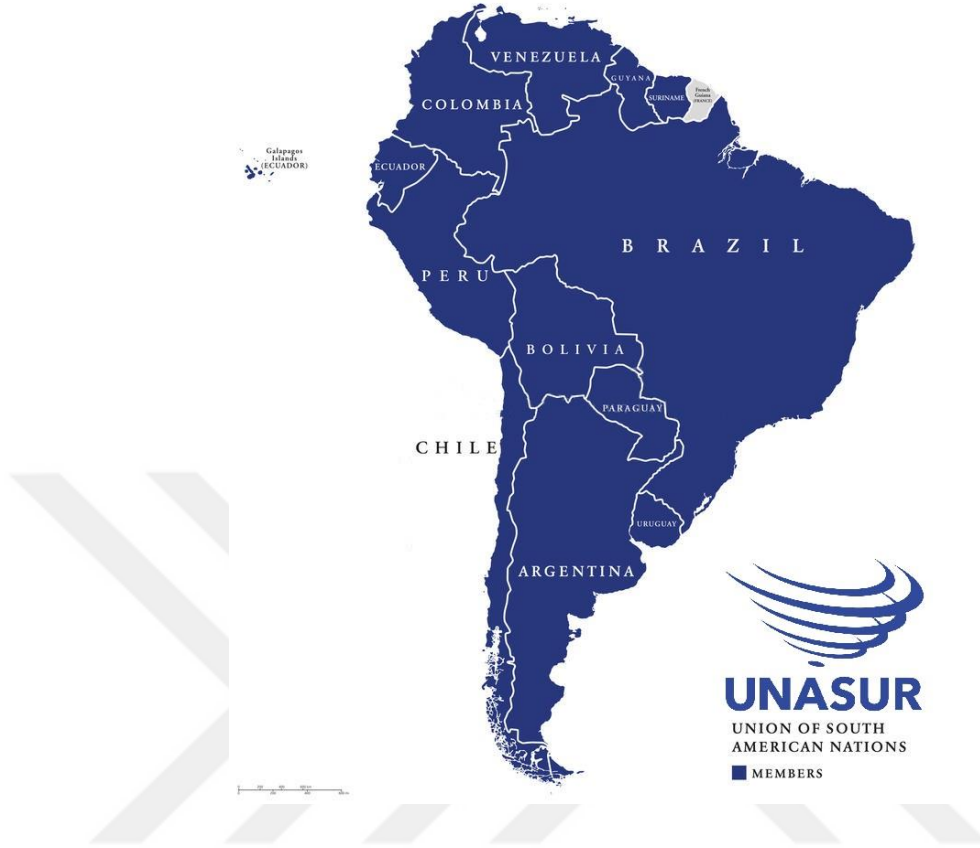 VENEZUELA
GUYANA
SURINAME
French
Guiana
(FRANCE)
COLOMBIA
Galapagos
Islands
(ECUADOR)
ECUADOR
BRAZIL
PERU
BOLIVIA
PARAGUAY
CHILE
URUGUAY
ARGENTINA
UNASUR
UNION OF SOUTH
AMERICAN NATIONS
MEMBERS